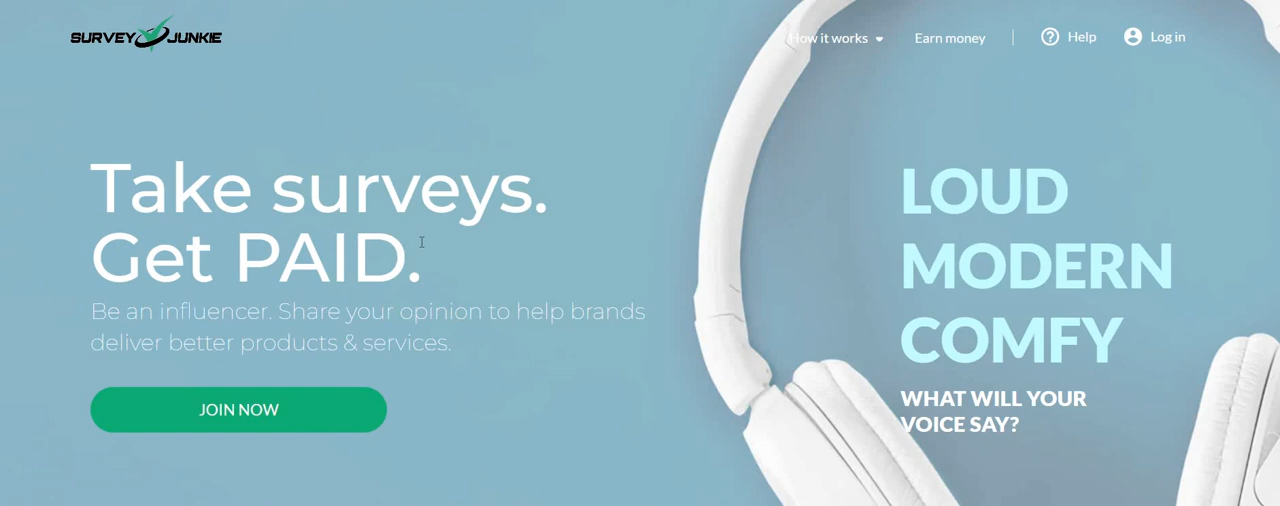 SURVEY JUNKIE
How it works
Earn money
Help
Log in
Take surveys.
Get PAID.
Be an influencer. Share your opinion to help brands
deliver better products & services.
JOIN NOW
LOUD
MODERN
COMFY
WHAT WILL YOUR
VOICE SAY?